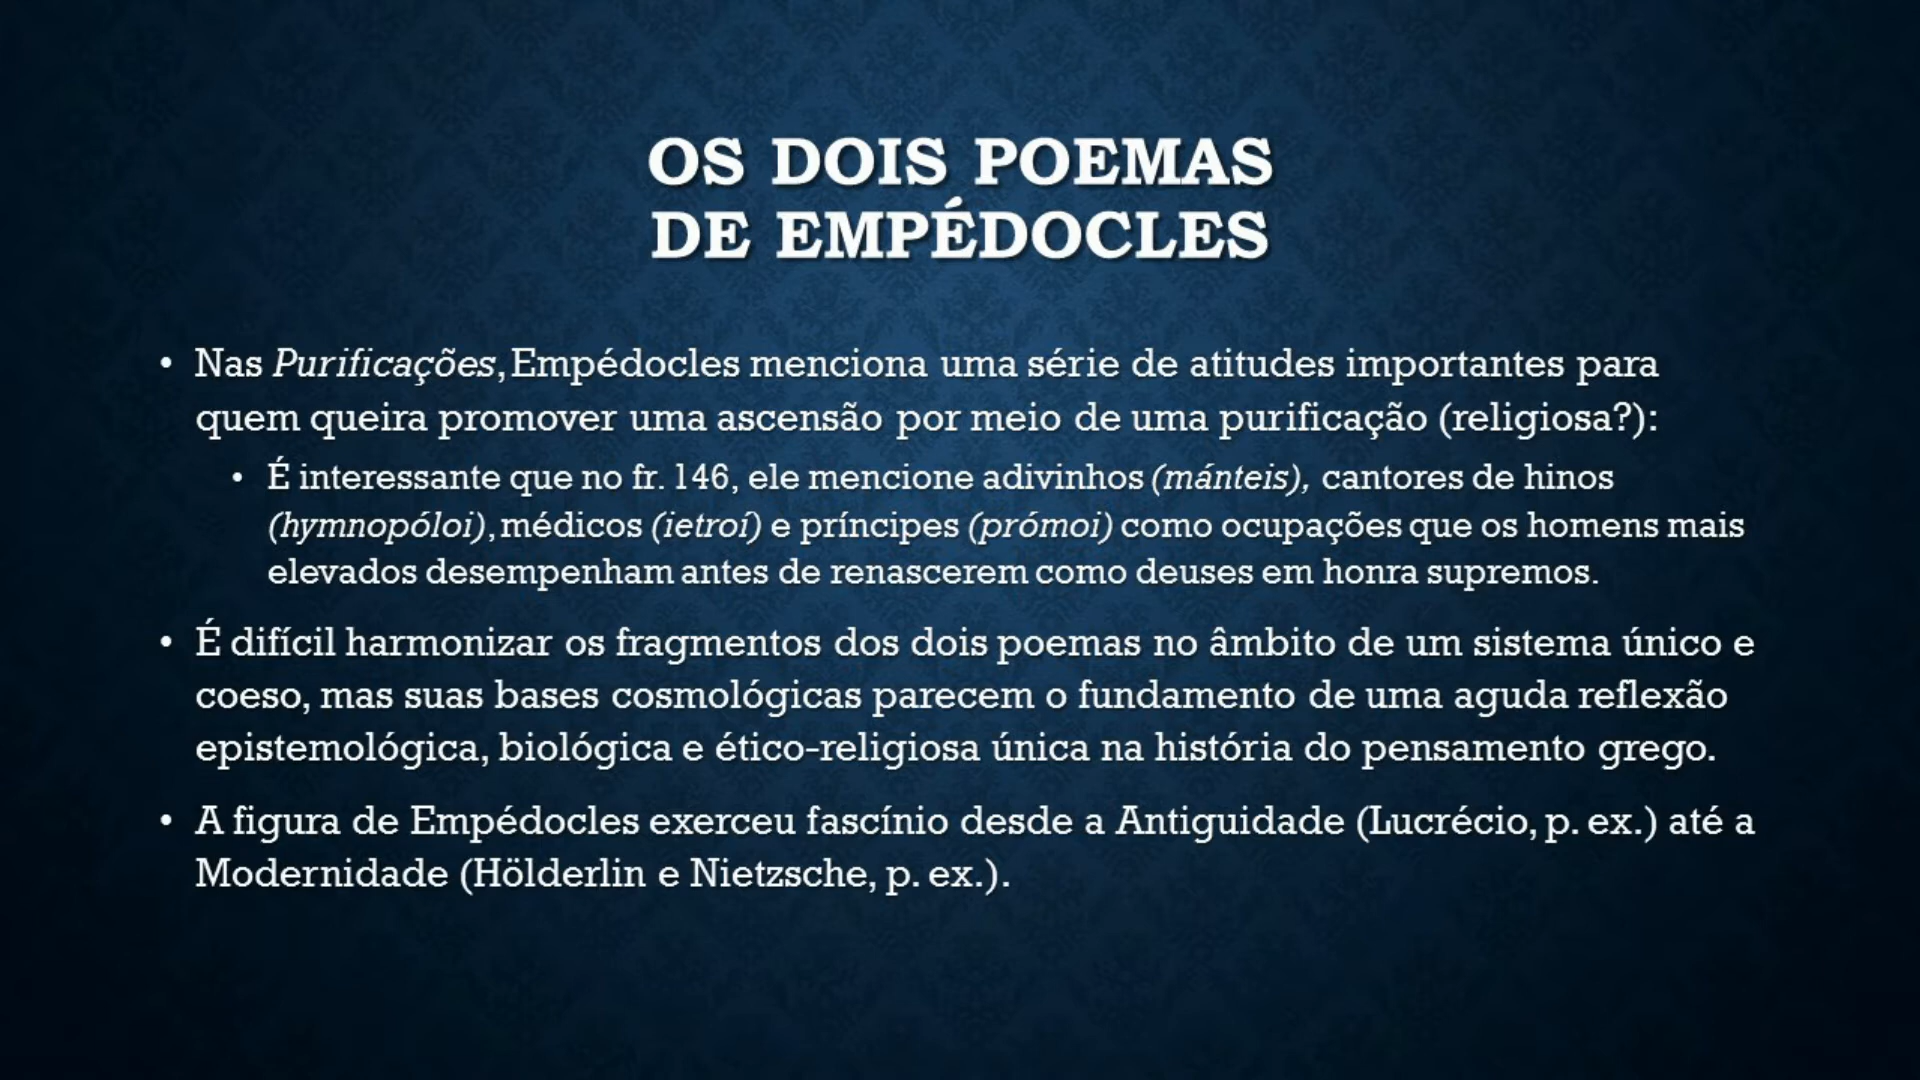 OS DOIS POEMAS
DE EMPÉDOCLES
• Nas Purificações, Empédocles menciona uma série de atitudes importantes para
quem queira promover uma ascensão por meio de uma purificação (religiosa?):
• É interessante que no fr. 146, ele mencione adivinhos (mánteis), cantores de hinos
(hymnopóloi), médicos (ietroí) e príncipes (prómoi) como ocupações que os homens mais
elevados desempenham antes de renascerem como deuses em honra supremos.
• É difícil harmonizar os fragmentos dos dois poemas no âmbito de um sistema único e
coeso, mas suas bases cosmológicas parecem o fundamento de uma aguda reflexão
epistemológica, biológica e ético-religiosa única na história do pensamento grego.
• A figura de Empédocles exerceu fascínio desde a Antiguidade (Lucrécio, p. ex.) até a
Modernidade (Hölderlin e Nietzsche, p. ex.).